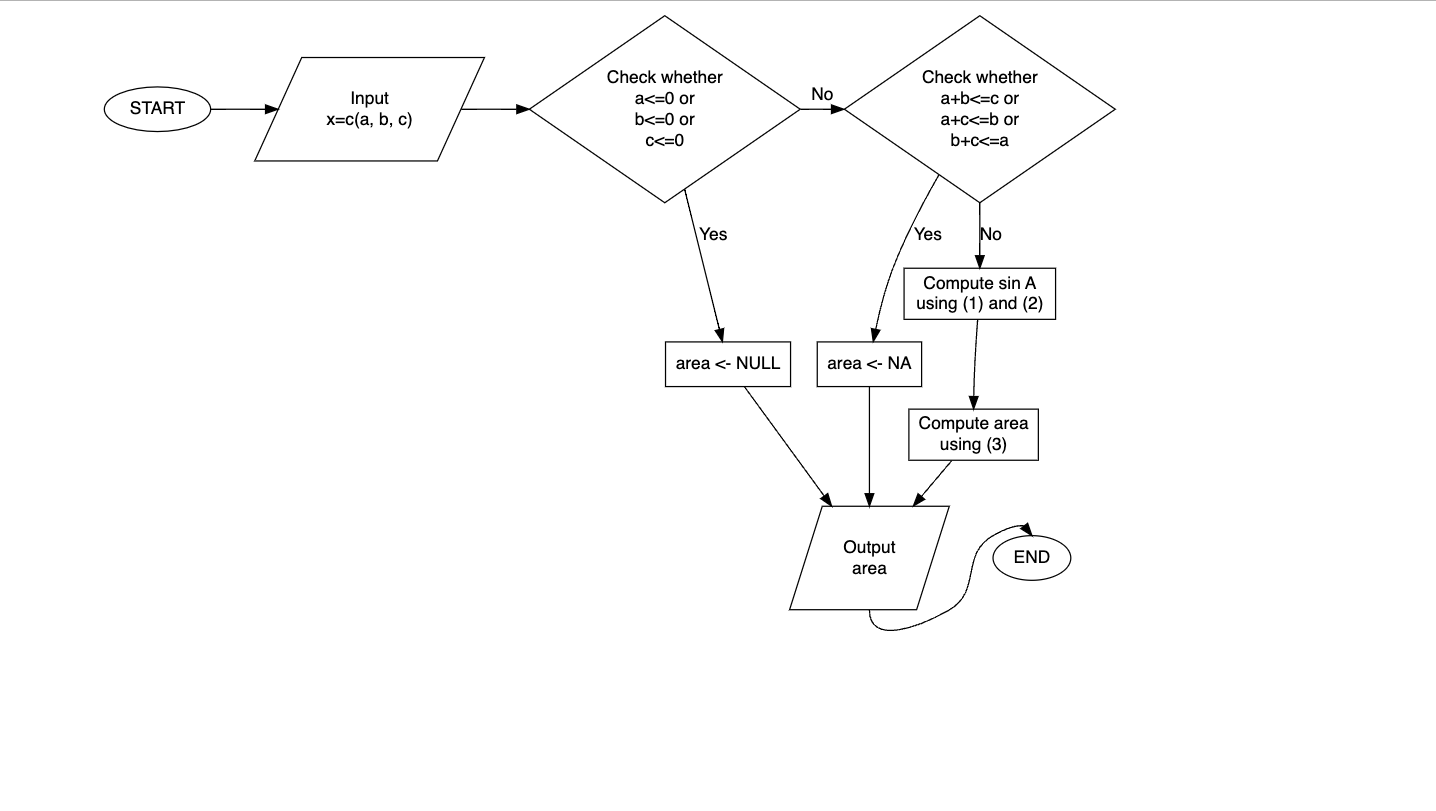 START
Input
x=c(a, b, c)
Check whether
a<=0 or
b<=0 or
c<=0
No
Check whether
a+b<=c or
a+c<=b or
b+c<=a
Yes
Yes
No
Compute sin A
using (1) and (2)
area <- NULL
area <- NA
Compute area
using (3)
Output
area
END